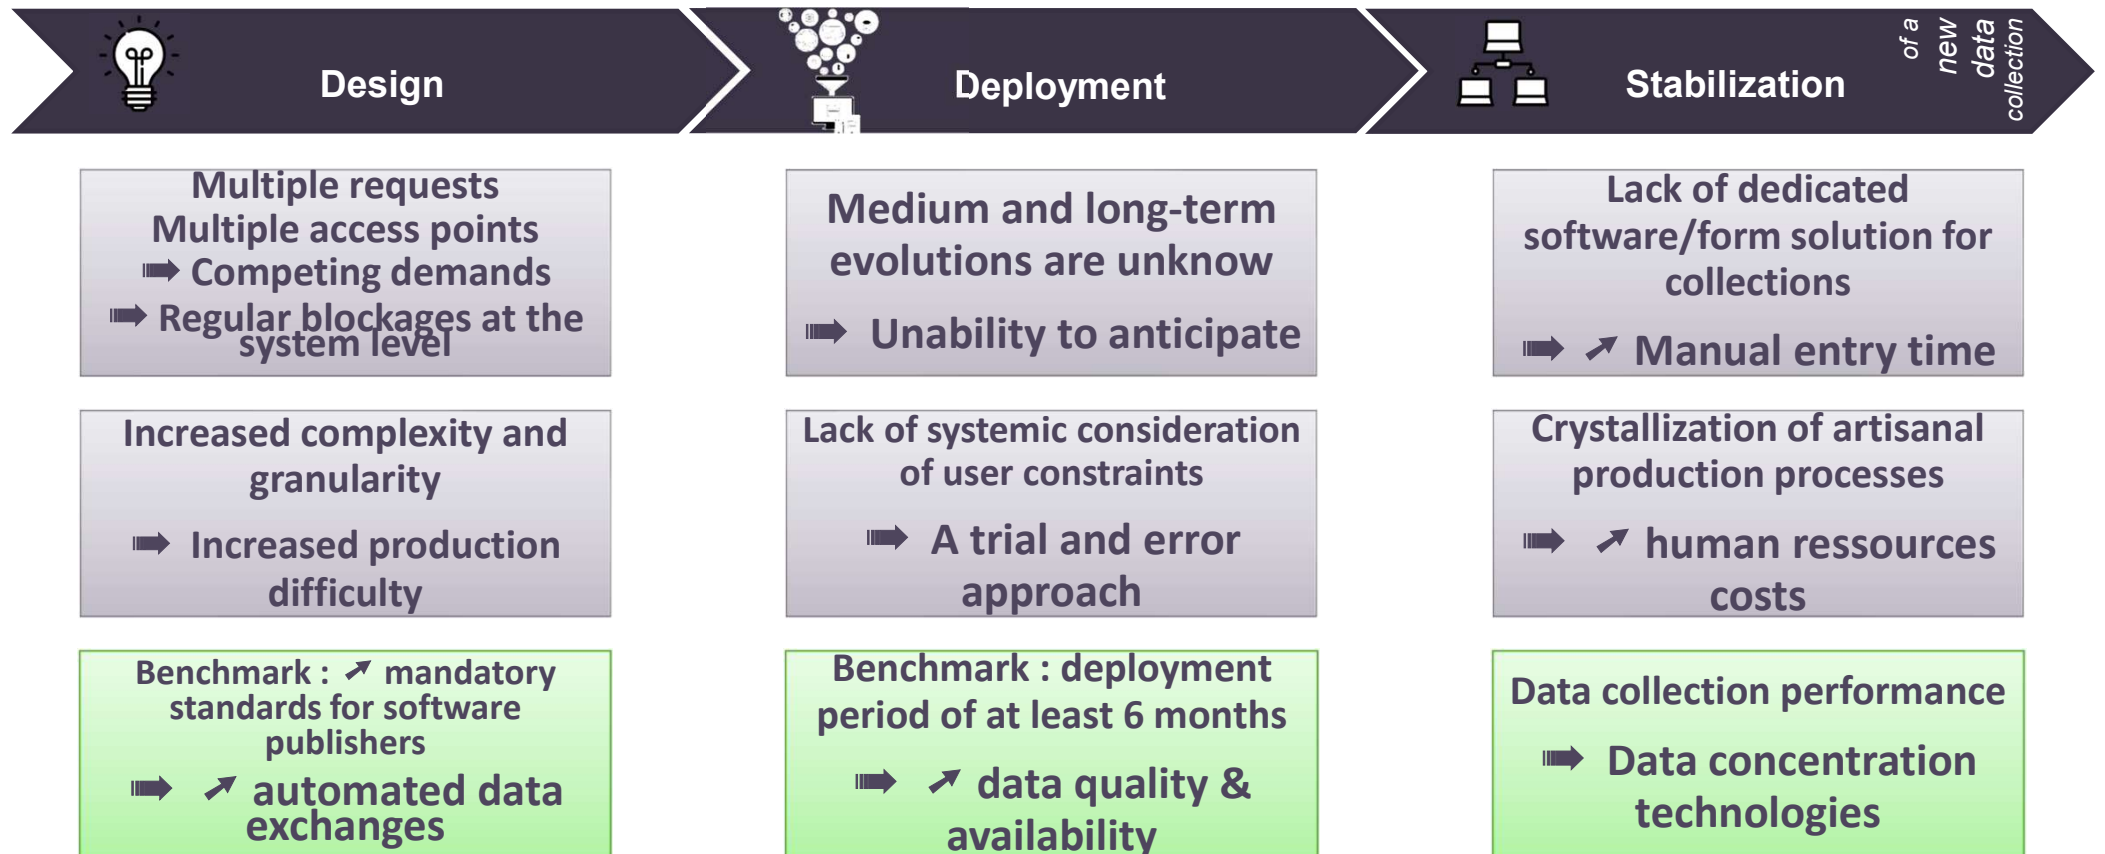 Design
Deployment
Stabilization
of a
new
data
collection
Multiple requests
Multiple access points
➠ Competing demands
➠ Regular blockages at the
system level
Medium and long-term
evolutions are unknow
➠ Unability to anticipate
Lack of dedicated
software/form solution for
collections
➠ ➚ Manual entry time
Increased complexity and
granularity
➠ Increased production
difficulty
Lack of systemic consideration
of user constraints
➠ A trial and error
approach
Crystallization of artisanal
production processes
➠ ➚ human ressources
costs
Benchmark : ➚ mandatory
standards for software
publishers
➠ ➚ automated data
exchanges
Benchmark : deployment
period of at least 6 months
➠ ➚ data quality &
availability
Data collection performance
➠ Data concentration
technologies